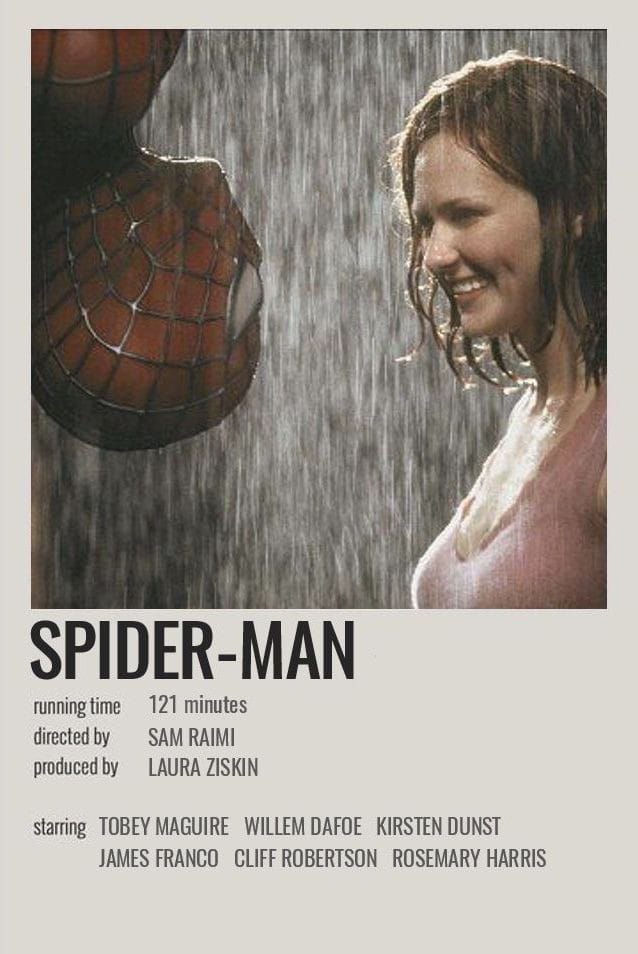 SPIDER-MAN
running time 121 minutes
directed by SAM RAIMI
produced by LAURA ZISKIN
starring TOBEY MAGUIRE WILLEM DAFOE KIRSTEN DUNST
JAMES FRANCO CLIFF ROBERTSON ROSEMARY HARRIS